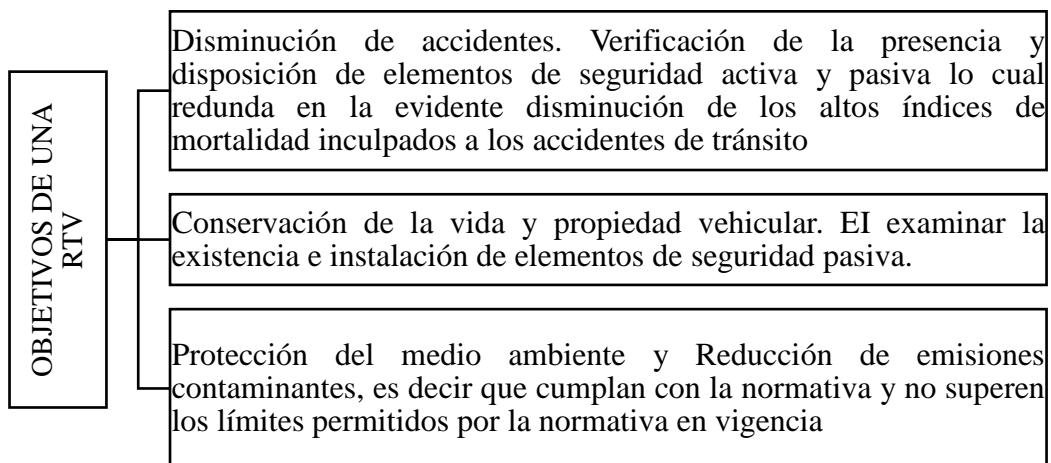 OBJETIVOS DE UNA
RTV
Disminución de accidentes. Verificación de la presencia y
disposición de elementos de seguridad activa y pasiva lo cual
redunda en la evidente disminución de los altos índices de
mortalidad inculpados a los accidentes de tránsito
Conservación de la vida y propiedad vehicular. EI examinar la
existencia e instalación de elementos de seguridad pasiva.
Protección del medio ambiente y Reducción de emisiones
contaminantes, es decir que cumplan con la normativa y no superen
los límites permitidos por la normativa en vigencia